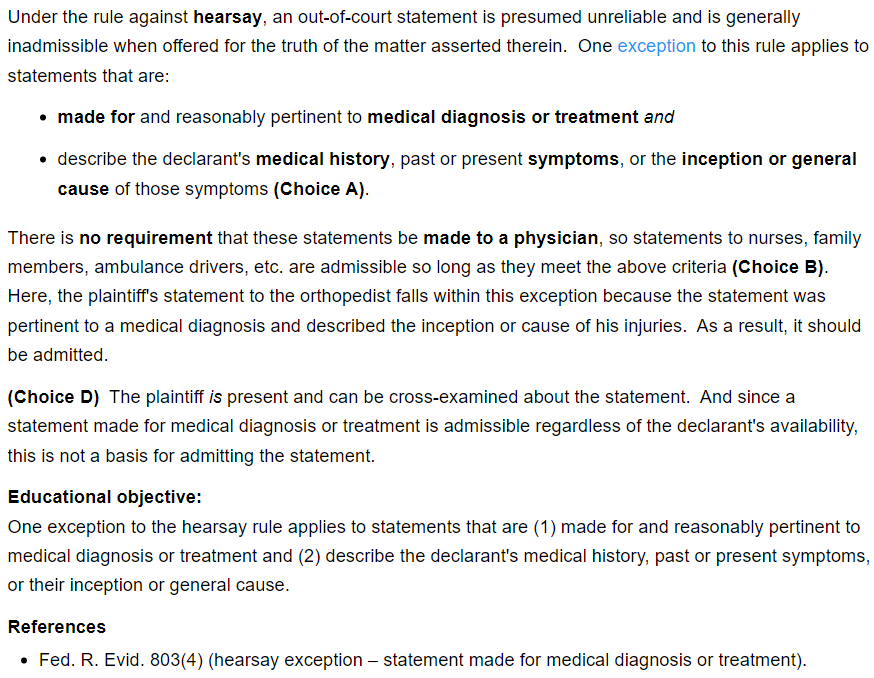 Under the rule against hearsay, an out-of-court statement is presumed unreliable and is generally
inadmissible when offered for the truth of the matter asserted therein.  One exception to this rule applies to
statements that are:
• made for and reasonably pertinent to medical diagnosis or treatment and
• describe the declarant's medical history, past or present symptoms, or the inception or general
cause of those symptoms (Choice A).
There is no requirement that these statements be made to a physician, so statements to nurses, family
members, ambulance drivers, etc. are admissible so long as they meet the above criteria (Choice B).
Here, the plaintiff's statement to the orthopedist falls within this exception because the statement was
pertinent to a medical diagnosis and described the inception or cause of his injuries.  As a result, it should
be admitted.
(Choice D)  The plaintiff is present and can be cross-examined about the statement.  And since a
statement made for medical diagnosis or treatment is admissible regardless of the declarant's availability,
this is not a basis for admitting the statement.
Educational objective:
One exception to the hearsay rule applies to statements that are (1) made for and reasonably pertinent to
medical diagnosis or treatment and (2) describe the declarant's medical history, past or present symptoms,
or their inception or general cause.
References
• Fed. R. Evid. 803(4) (hearsay exception – statement made for medical diagnosis or treatment).